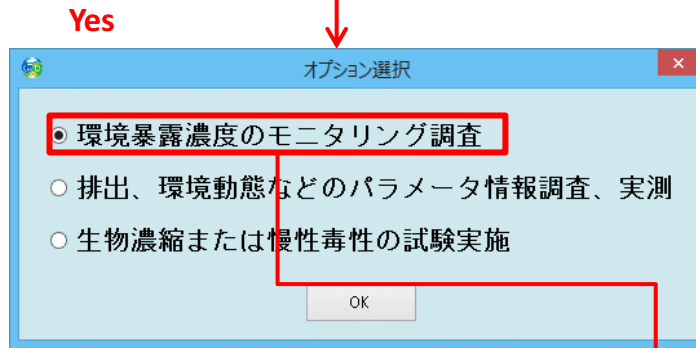 Yes
オプション選択
環境暴露濃度のモニタリング調査
排出、環境動態などのパラメータ情報調査、実測
生物濃縮または慢性毒性の試験実施
OK